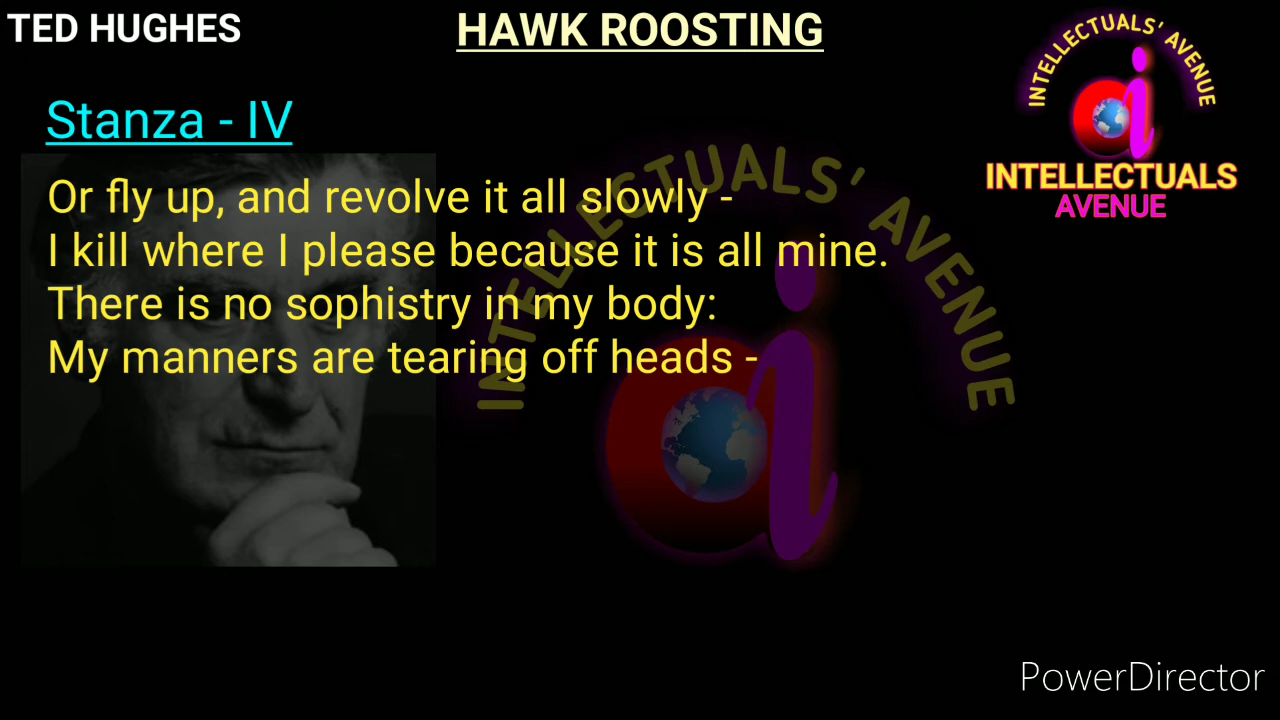 TED HUGHES
HAWK ROOSTING
INTELLECTUALS' AVENUE
i
INTELLECTUALS
AVENUE
Stanza - IV
Or fly up, and revolve it all slowly -
I kill where I please because it is all mine.
There is no sophistry in my body:
My manners are tearing off heads -
INTELLECTUALS' AVENUE
i
PowerDirector